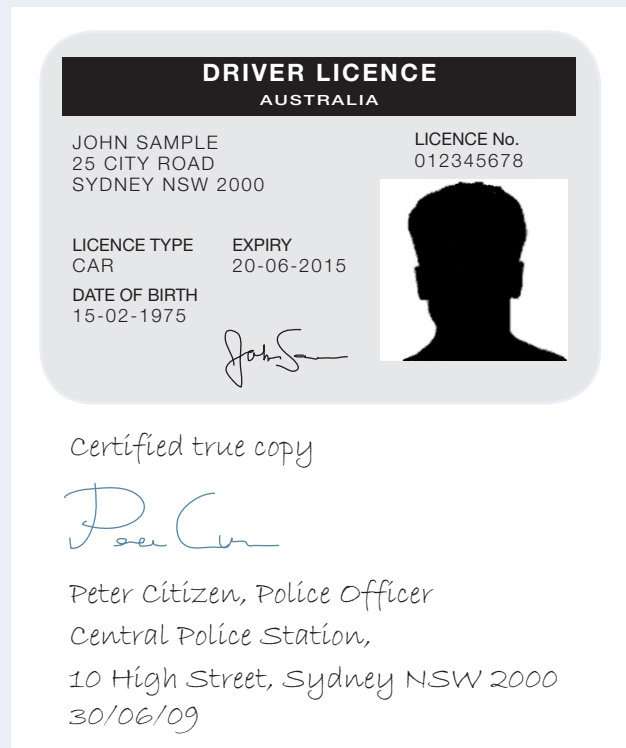 DRIVER LICENCE
AUSTRALIA
JOHN SAMPLE
25 CITY ROAD
SYDNEY NSW 2000
LICENCE No.
012345678
LICENCE TYPE
CAR
EXPIRY
20-06-2015
DATE OF BIRTH
15-02-1975
John Sam
Certified true copy
Peter Citizen, Police Officer
Central Police Station,
10 High Street, Sydney NSW 2000
30/06/09